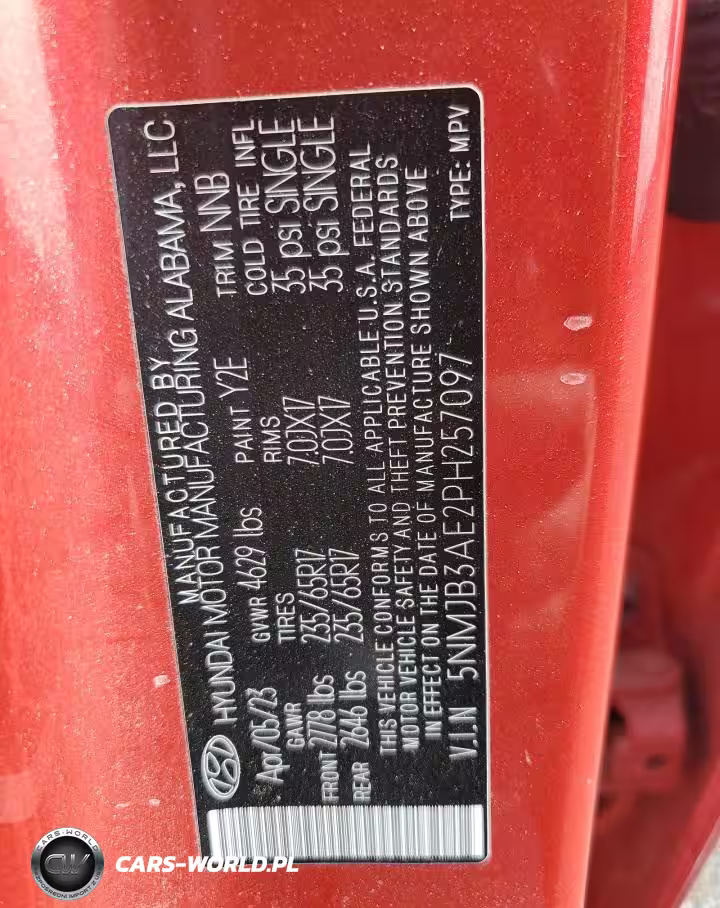 MANUFACTURED BY
HYUNDAI MOTOR MANUFACTURING ALABAMA, LLC
Apr/05/23 GVWR 4629 lbs PAINT Y2E TRIM NNB
GAWR TIRES RIMS COLD TIRE INFL
FRONT 2778 lbs 235/65R17 7.0JX17 35 psi SINGLE
REAR 2646 lbs 235/65R17 7.0JX17 35 psi SINGLE
THIS VEHICLE CONFORMS TO ALL APPLICABLE U.S.A. FEDERAL
MOTOR VEHICLE SAFETY AND THEFT PREVENTION STANDARDS
IN EFFECT ON THE DATE OF MANUFACTURE SHOWN ABOVE
V.I.N 5NMJB3AE2PH257097 TYPE: MPV
CARS-WORLD
CW
CARS-WORLD.PL